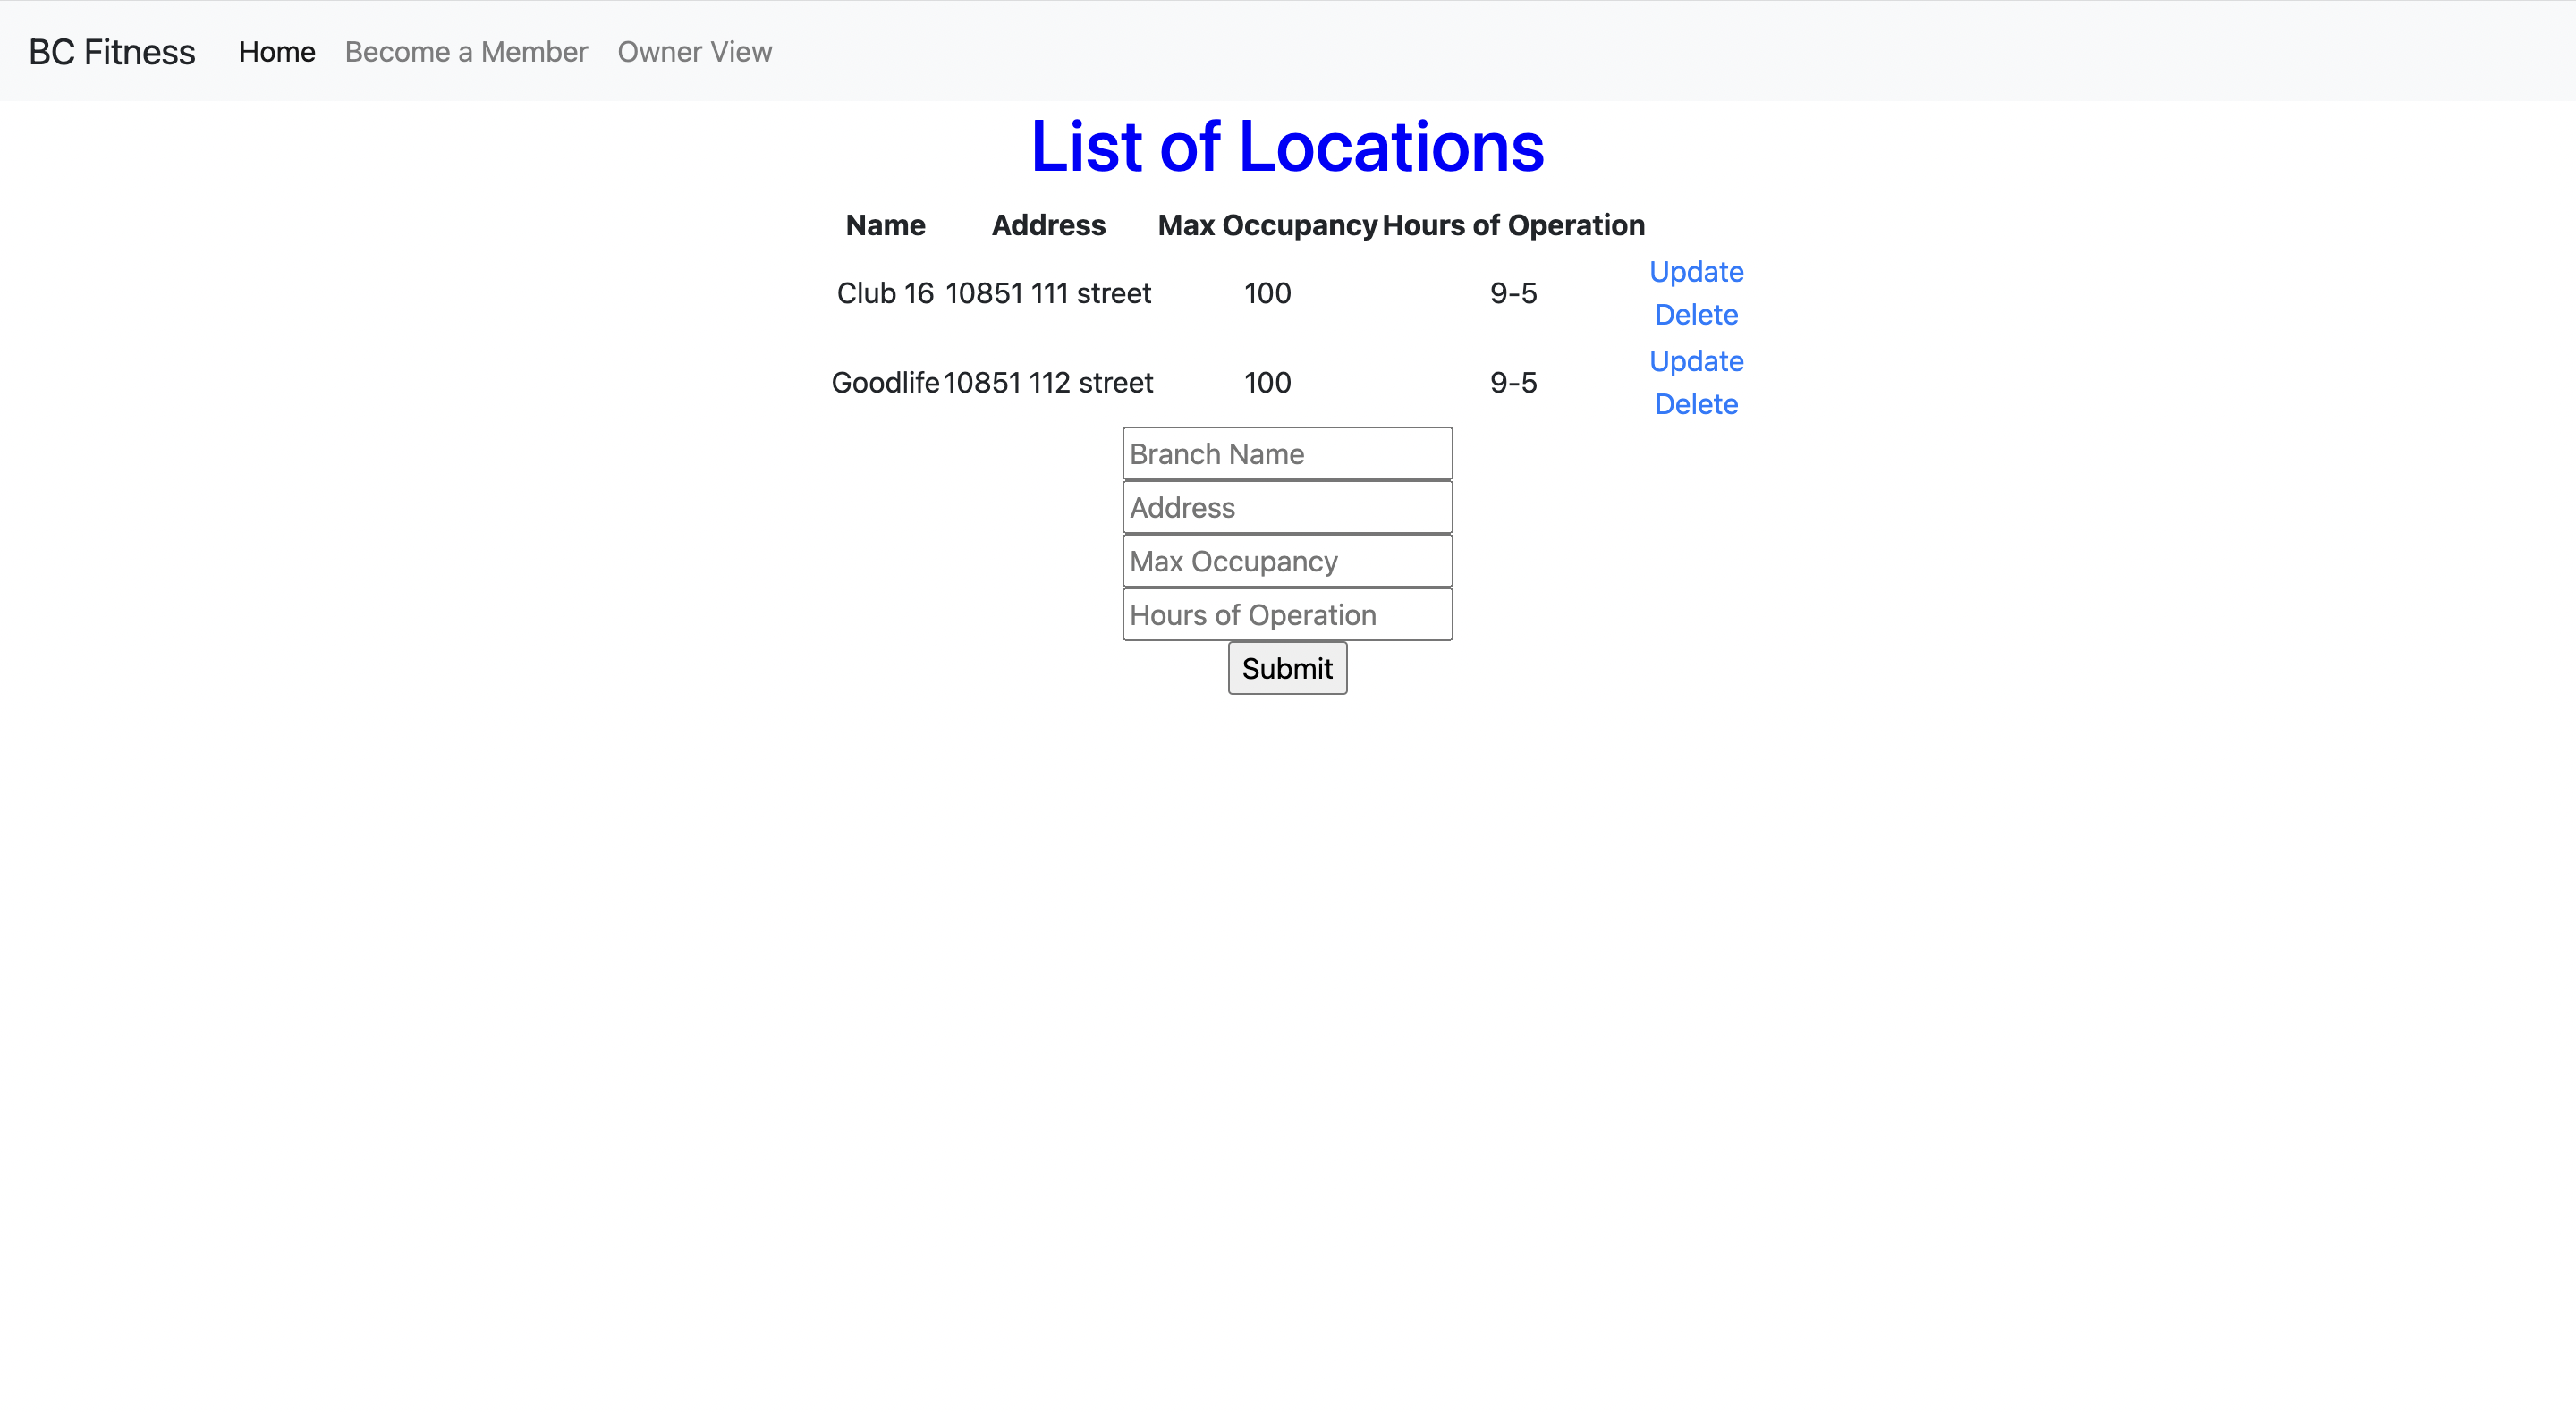 BC Fitness Home Become a Member Owner View
List of Locations
Name Address Max Occupancy Hours of Operation
Club 16 10851 111 street 100 9-5 Update
Delete
Goodlife 10851 112 street 100 9-5 Update
Delete
Branch Name
Address
Max Occupancy
Hours of Operation
Submit